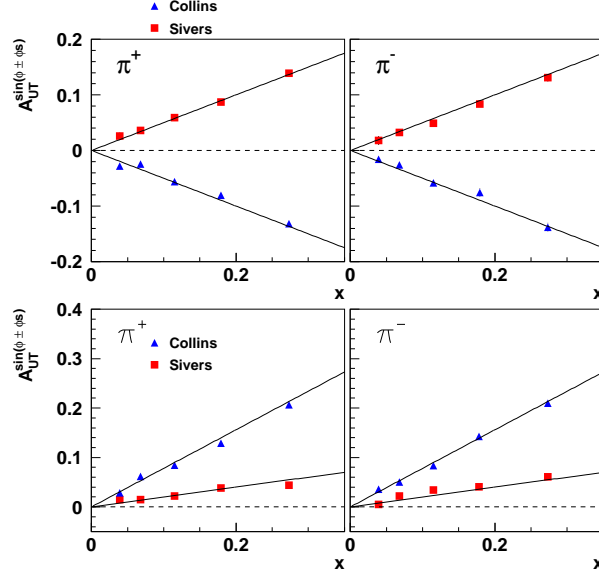 Collins
Sivers
A_UT^sin(ϕ ± ϕs)
π+
π-
0.2
0.1
0
-0.1
-0.2
0
0.2
x
0.2
x
A_UT^sin(ϕ ± ϕs)
π+
Collins
Sivers
π−
0.4
0.3
0.2
0.1
0
0
0.2
x
0.2
x